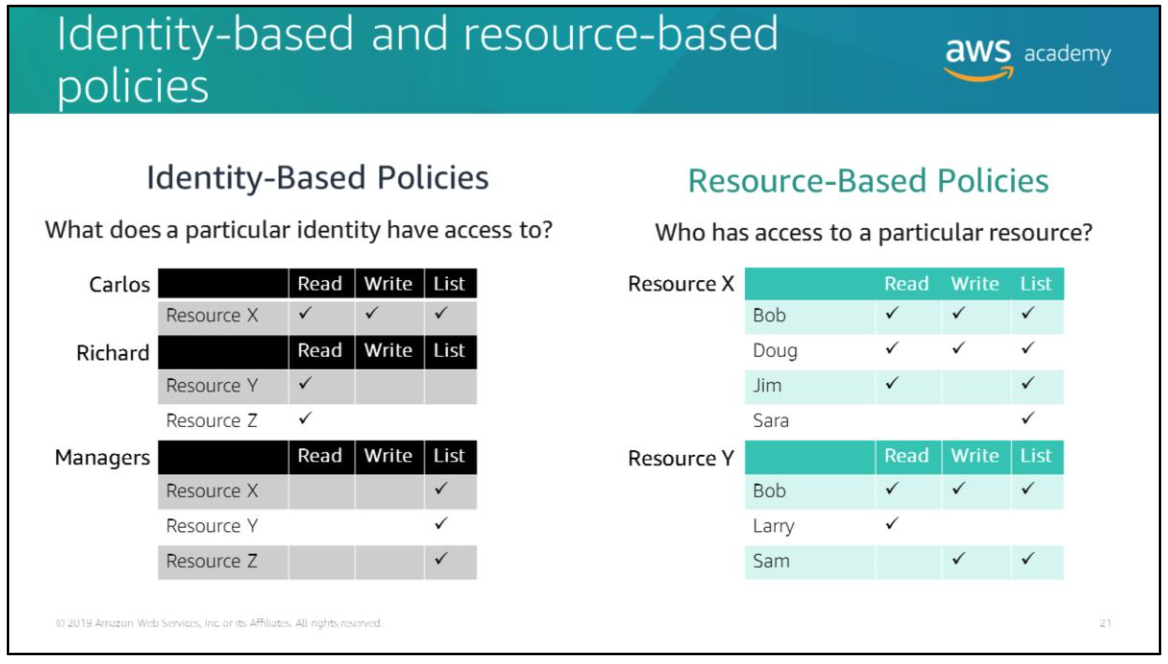 Identity-based and resource-based
policies
aws academy
Identity-Based Policies
What does a particular identity have access to?
Carlos Read Write List
Resource X ✓ ✓ ✓
Richard Read Write List
Resource Y ✓
Resource Z ✓
Managers Read Write List
Resource X ✓
Resource Y ✓
Resource Z ✓
Resource-Based Policies
Who has access to a particular resource?
Resource X Read Write List
Bob ✓ ✓ ✓
Doug ✓ ✓ ✓
Jim ✓ ✓
Sara ✓
Resource Y Read Write List
Bob ✓ ✓ ✓
Larry ✓
Sam ✓ ✓
© 2019 Amazon Web Services, Inc. or its Affiliates. All rights reserved.
21